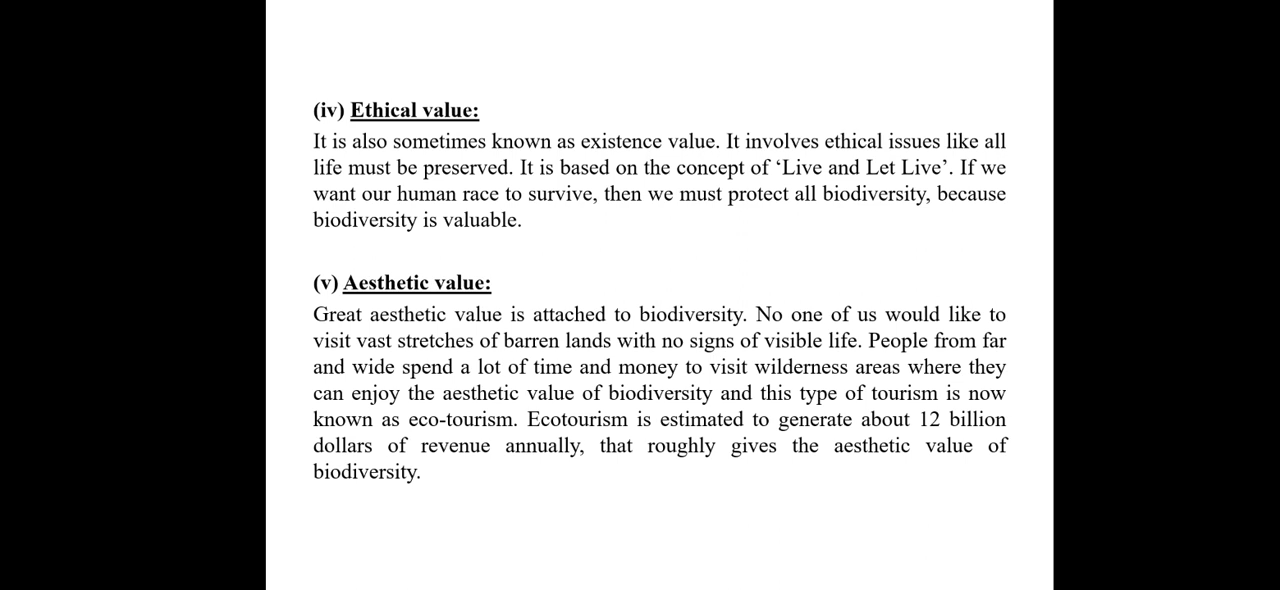 (iv) Ethical value:
It is also sometimes known as existence value. It involves ethical issues like all
life must be preserved. It is based on the concept of ‘Live and Let Live’. If we
want our human race to survive, then we must protect all biodiversity, because
biodiversity is valuable.
(v) Aesthetic value:
Great aesthetic value is attached to biodiversity. No one of us would like to
visit vast stretches of barren lands with no signs of visible life. People from far
and wide spend a lot of time and money to visit wilderness areas where they
can enjoy the aesthetic value of biodiversity and this type of tourism is now
known as eco-tourism. Ecotourism is estimated to generate about 12 billion
dollars of revenue annually, that roughly gives the aesthetic value of
biodiversity.